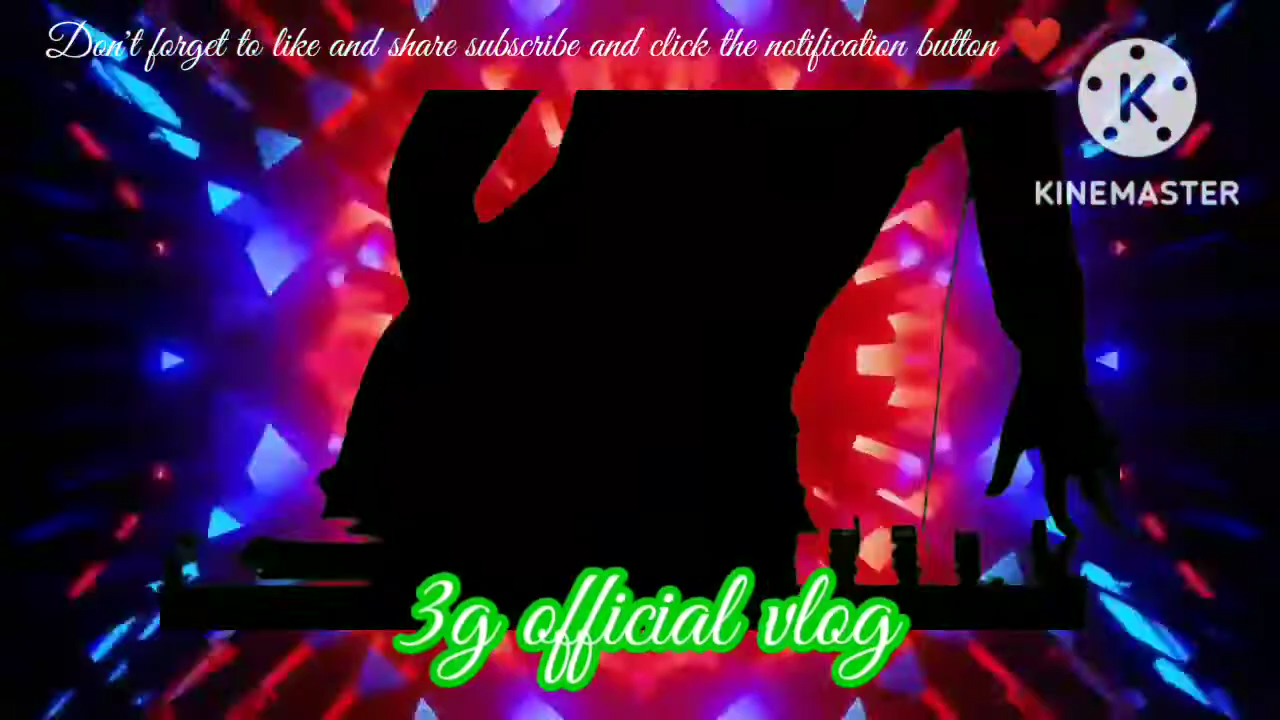 Don't forget to like and share subscribe and click the notification button ❤️
K
KINEMASTER
3g official vlog